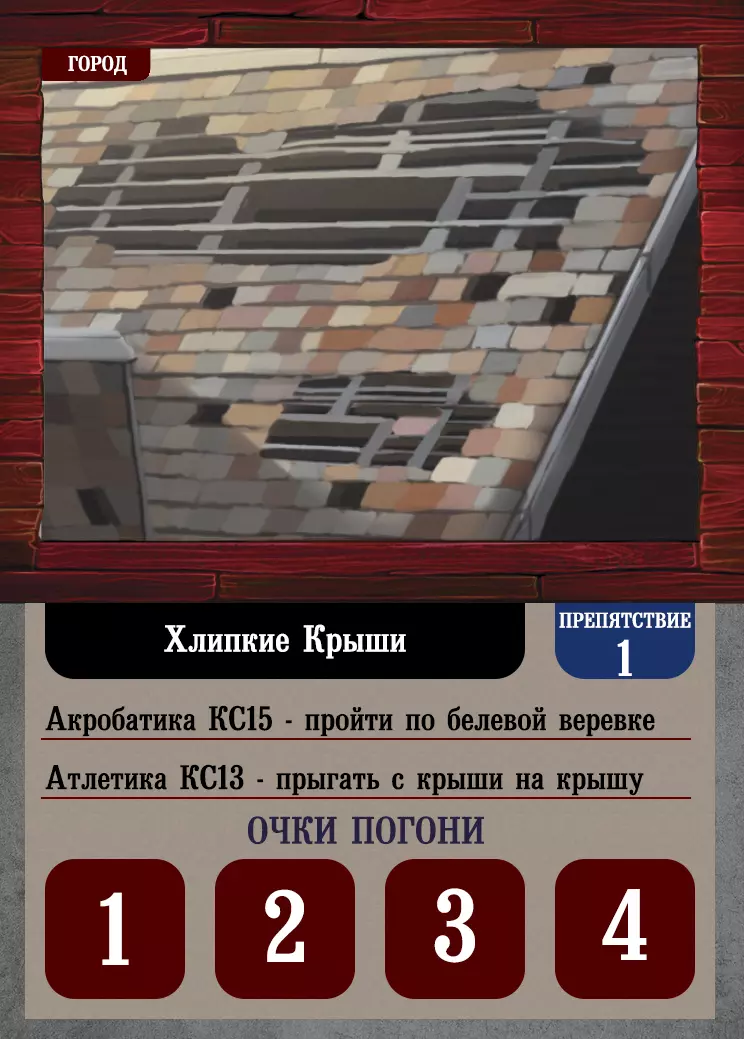 ГОРОД
Хлипкие Крыши
ПРЕПЯТСТВИЕ
1
Акробатика КС15 - пройти по белевой веревке
Атлетика КС13 - прыгать с крыши на крышу
ОЧКИ ПОГОНИ
1 2 3 4